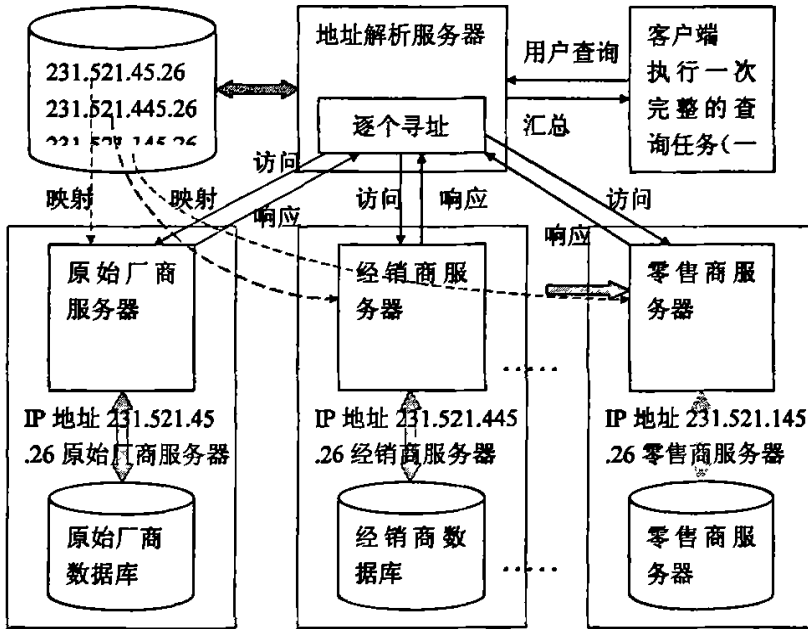 231.521.45.26
231.521.445.26
231.521.145.26
地址解析服务器
逐个寻址
用户查询
汇总
客户端
执行一次
完整的查
询任务(一
访问
映射
映射
响应
访问
响应
访问
响应
原始厂商
服务器
经销商服
务器
零售商服
务器
.....
IP 地址 231.521.45
.26 原始厂商服务器
IP 地址 231.521.445
.26 经销商服务器
IP 地址 231.521.145
.26 零售商服务器
原始厂商
数据库
经销商数
据库
.....
零售商服
务器